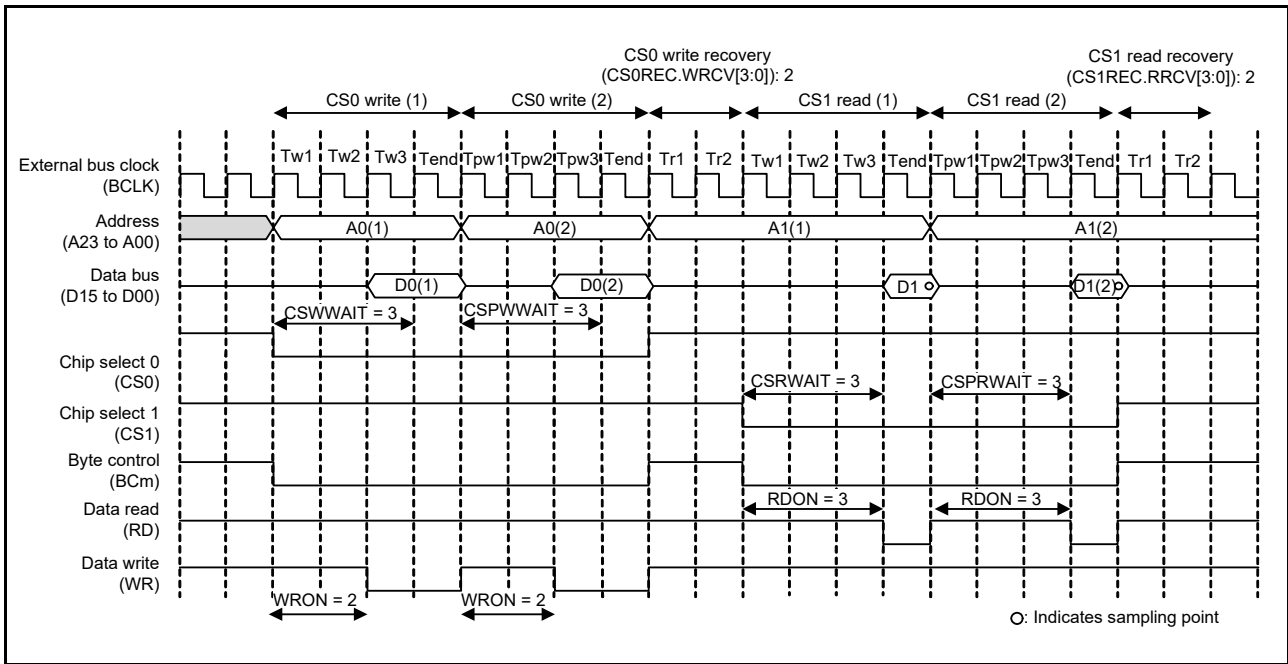 CS0 write recovery
(CS0REC.WRCV[3:0]): 2
CS1 read recovery
(CS1REC.RRCV[3:0]): 2
CS0 write (1)
CS0 write (2)
CS1 read (1)
CS1 read (2)
Tw1 Tw2 Tw3 Tend Tpw1 Tpw2 Tpw3 Tend Tr1 Tr2 Tw1 Tw2 Tw3 Tend Tpw1 Tpw2 Tpw3 Tend Tr1 Tr2
External bus clock
(BCLK)
Address
(A23 to A00)
A0(1)
A0(2)
A1(1)
A1(2)
Data bus
(D15 to D00)
D0(1)
D0(2)
D1
D1(2)
CSWWAIT = 3
CSPWWAIT = 3
Chip select 0
(CS0)
CSRWAIT = 3
CSPRWAIT = 3
Chip select 1
(CS1)
Byte control
(BCm)
RDON = 3
RDON = 3
Data read
(RD)
Data write
(WR)
WRON = 2
WRON = 2
O: Indicates sampling point